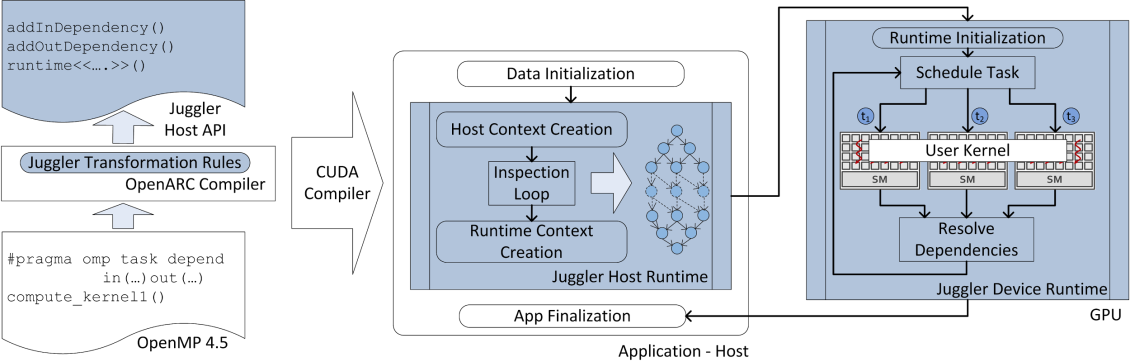 addInDependency()
addOutDependency()
runtime<<….>>()
Juggler
Host API
Juggler Transformation Rules
OpenARC Compiler
#pragma omp task depend
in(…)out(…)
compute_kernel1()
OpenMP 4.5
CUDA
Compiler
Data Initialization
Host Context Creation
Inspection
Loop
Runtime Context
Creation
Juggler Host Runtime
App Finalization
Application - Host
Runtime Initialization
Schedule Task
t1 t2 t3
User Kernel
SM SM SM
Resolve
Dependencies
Juggler Device Runtime
GPU